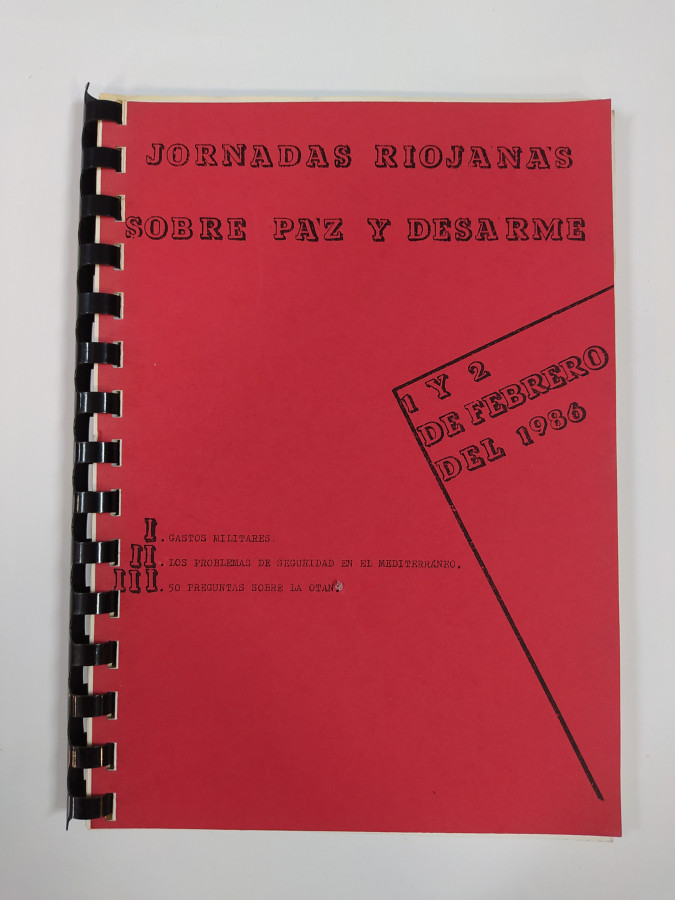 JORNADAS RIOJANAS
SOBRE PAZ Y DESARME
1 Y 2
DE FEBRERO
DEL 1986
I. GASTOS MILITARES.
II. LOS PROBLEMAS DE SEGURIDAD EN EL MEDITERRÁNEO.
III. 50 PREGUNTAS SOBRE LA OTAN.